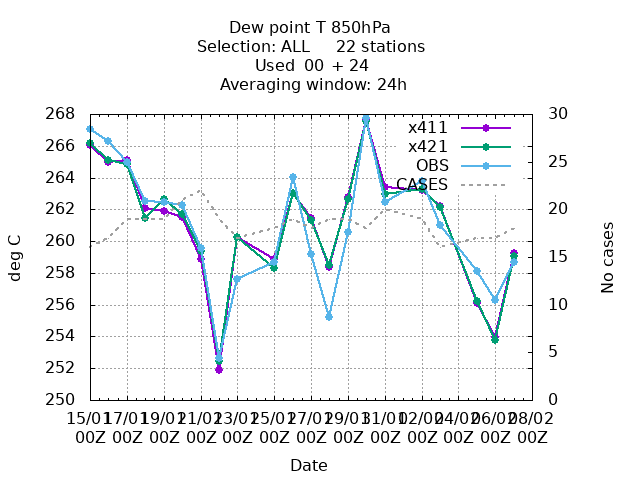 Dew point T 850hPa
Selection: ALL     22 stations
Used  00 + 24
Averaging window: 24h
268
266
264
262
260
258
256
254
252
250
30
25
20
15
10
5
0
x411
x421
OBS
CASES
deg C
No cases
15/01 17/01 19/01 21/01 23/01 25/01 27/01 29/01 31/01 02/02 04/02 06/02 08/02
00Z 00Z 00Z 00Z 00Z 00Z 00Z 00Z 00Z 00Z 00Z 00Z 00Z
Date